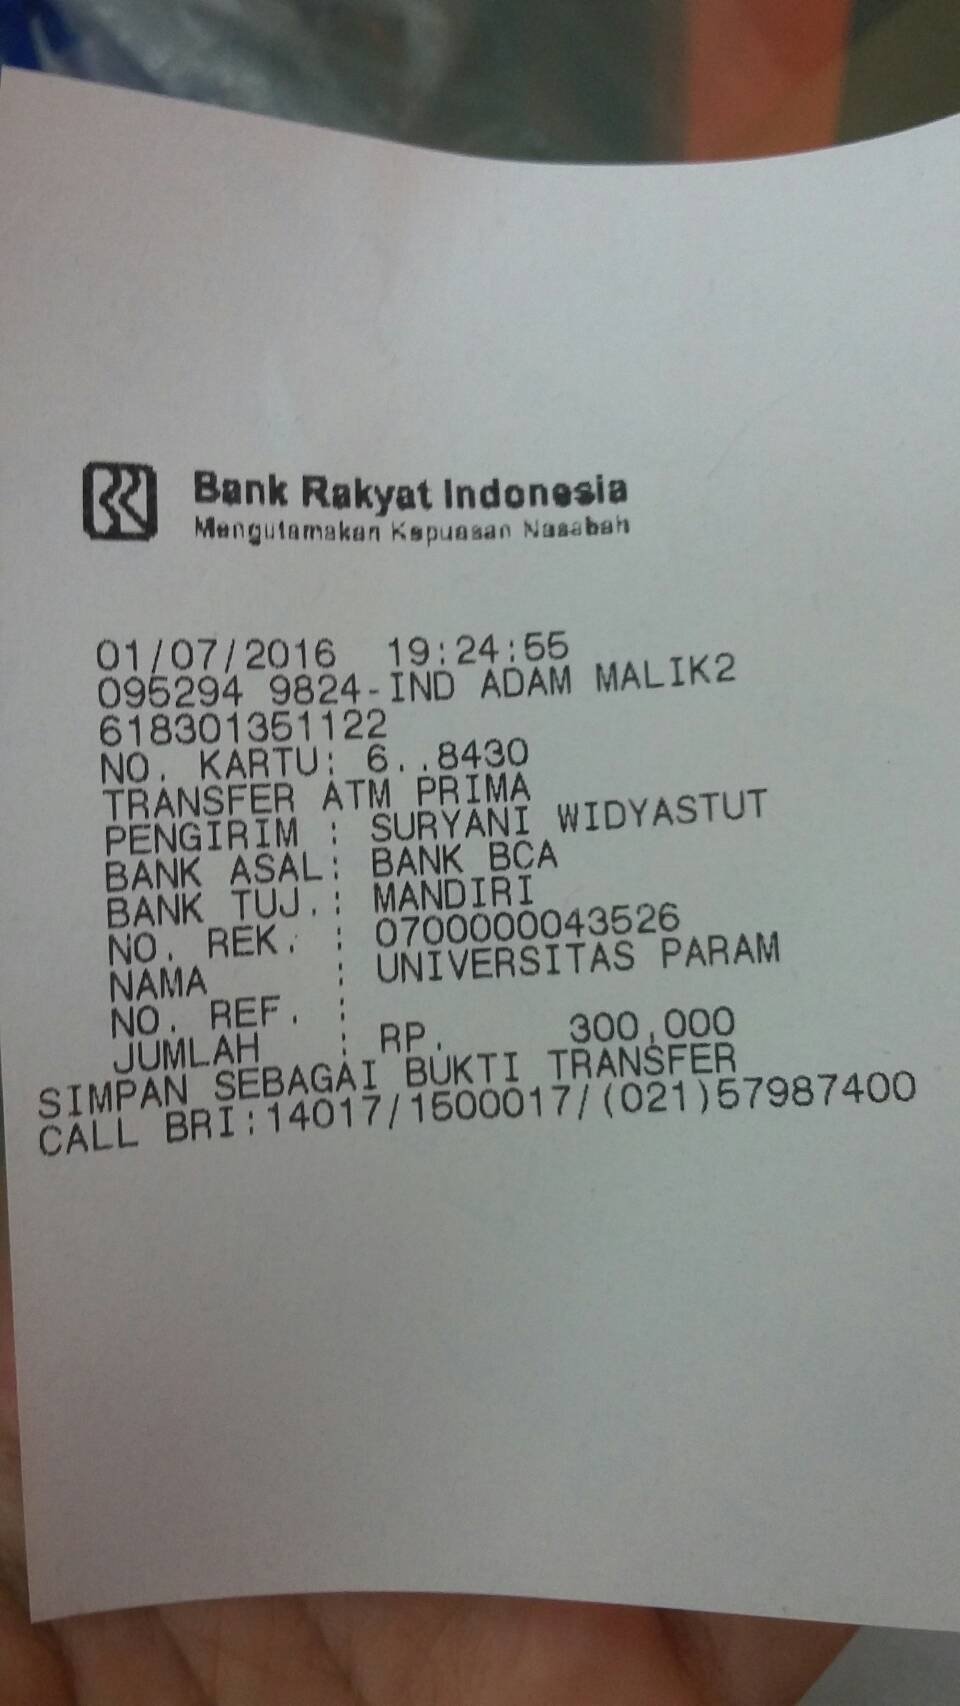 Bank Rakyat Indonesia
Mengutamakan Kepuasan Nasabah
01/07/2016 19:24:55
095294 9824-IND ADAM MALIK2
618301351122
NO. KARTU: 6..8430
TRANSFER ATM PRIMA
PENGIRIM : SURYANI WIDYASTUT
BANK ASAL: BANK BCA
BANK TUJ.: MANDIRI
NO. REK. : 0700000043526
NAMA : UNIVERSITAS PARAM
NO. REF. :
JUMLAH : RP. 300,000
SIMPAN SEBAGAI BUKTI TRANSFER
CALL BRI:14017/1500017/(021)57987400